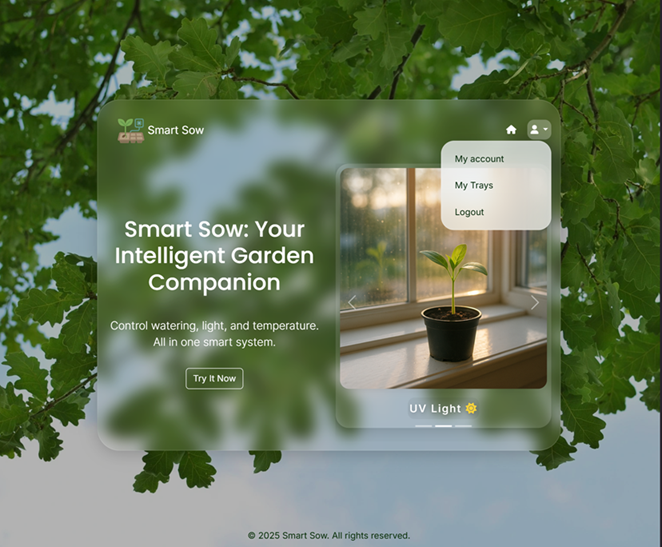 Smart Sow
My account
My Trays
Logout
Smart Sow: Your
Intelligent Garden
Companion
Control watering, light, and temperature.
All in one smart system.
Try It Now
UV Light 🌼
© 2025 Smart Sow. All rights reserved.